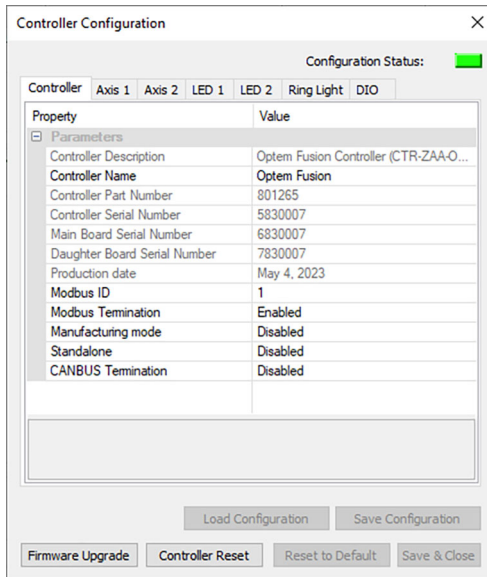 Controller Configuration
Configuration Status:
Controller Axis 1 Axis 2 LED 1 LED 2 Ring Light DIO
Property Value
Parameters
Controller Description Optem Fusion Controller (CTR-ZAA-O...
Controller Name Optem Fusion
Controller Part Number 801265
Controller Serial Number 5830007
Main Board Serial Number 6830007
Daughter Board Serial Number 7830007
Production date May 4, 2023
Modbus ID 1
Modbus Termination Enabled
Manufacturing mode Disabled
Standalone Disabled
CANBUS Termination Disabled
Load Configuration Save Configuration
Firmware Upgrade Controller Reset Reset to Default Save & Close